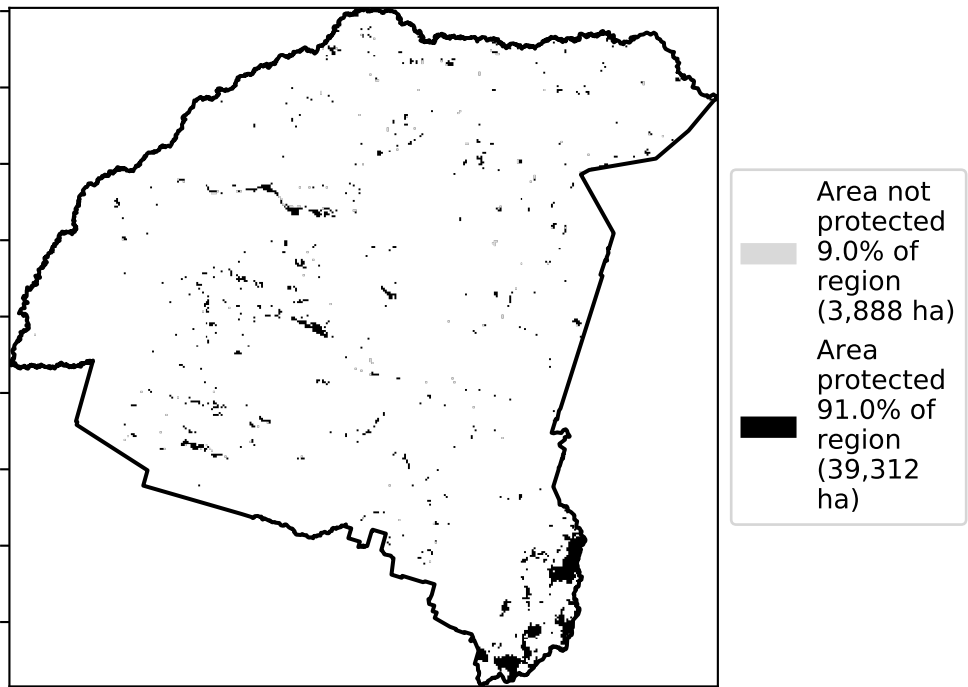 Area not
protected
9.0% of
region
(3,888 ha)
Area
protected
91.0% of
region
(39,312
ha)